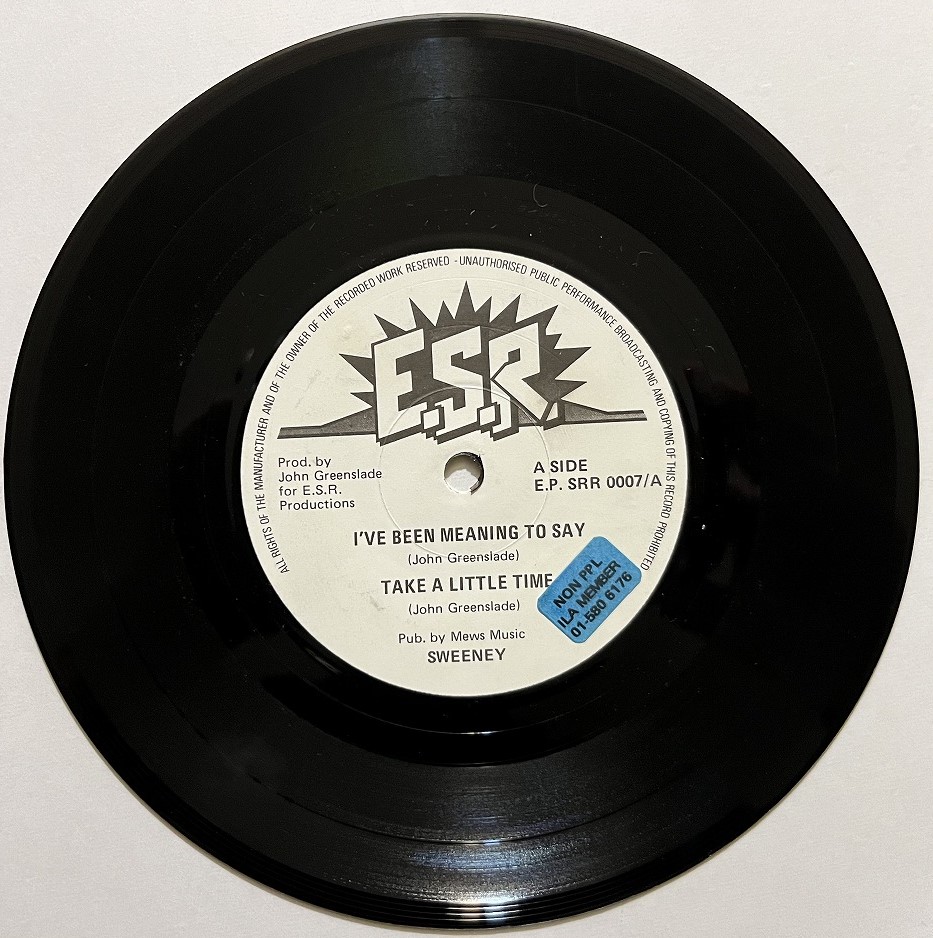 ALL RIGHTS OF THE MANUFACTURER AND OF THE OWNER OF THE RECORDED WORK RESERVED - UNAUTHORISED PUBLIC PERFORMANCE BROADCASTING AND COPYING OF THIS RECORD PROHIBITED
E.S.R.
Prod. by
John Greenslade
for E.S.R.
Productions
A SIDE
E.P. SRR 0007/A
I'VE BEEN MEANING TO SAY
(John Greenslade)
TAKE A LITTLE TIME
(John Greenslade)
Pub. by Mews Music
SWEENEY
NON PPL
ILA MEMBER
01-580 6176